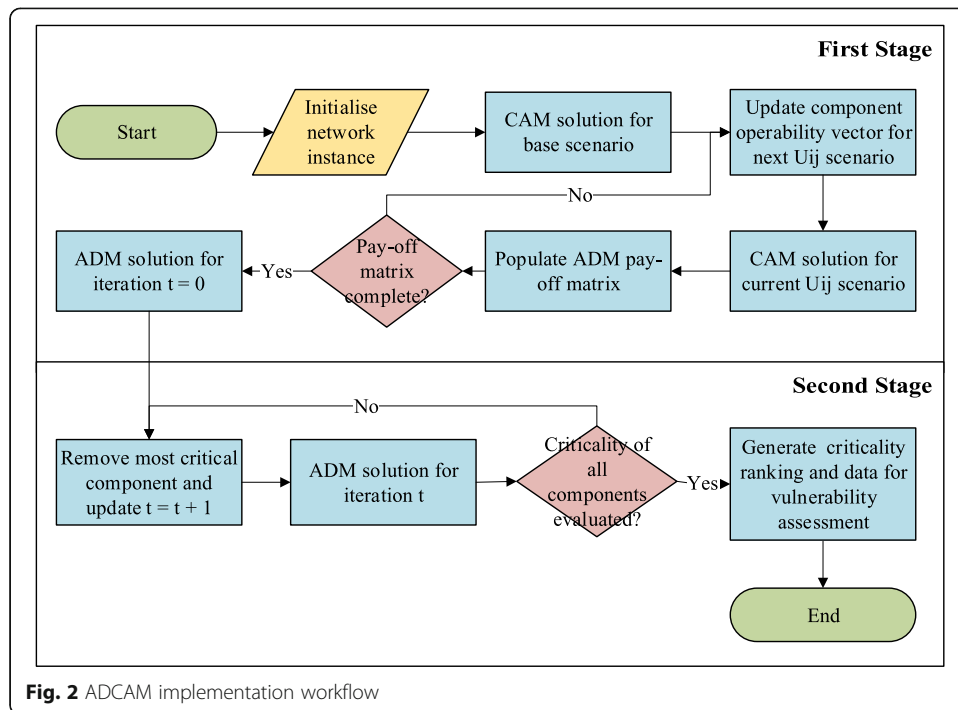 First Stage
Start
Initialise
network
instance
CAM solution for
base scenario
Update component
operability vector for
next Uij scenario
No
ADM solution for
iteration t = 0
Yes
Pay-off
matrix
complete?
Populate ADM pay-
off matrix
CAM solution for
current Uij scenario
Second Stage
No
Remove most critical
component and
update t = t + 1
ADM solution for
iteration t
Criticality of
all
components
evaluated?
Yes
Generate criticality
ranking and data for
vulnerability
assessment
End
Fig. 2 ADCAM implementation workflow